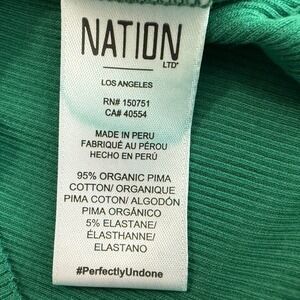 NATION
LTD
LOS ANGELES
RN# 150751
CA# 40554
MADE IN PERU
FABRIQUÉ AU PÉROU
HECHO EN PERÚ
95% ORGANIC PIMA
COTTON/ ORGANIQUE
PIMA COTON/ ALGODÓN
PIMA ORGÁNICO
5% ELASTANE/
ÉLASTHANNE/
ELASTANO
#PerfectlyUndone